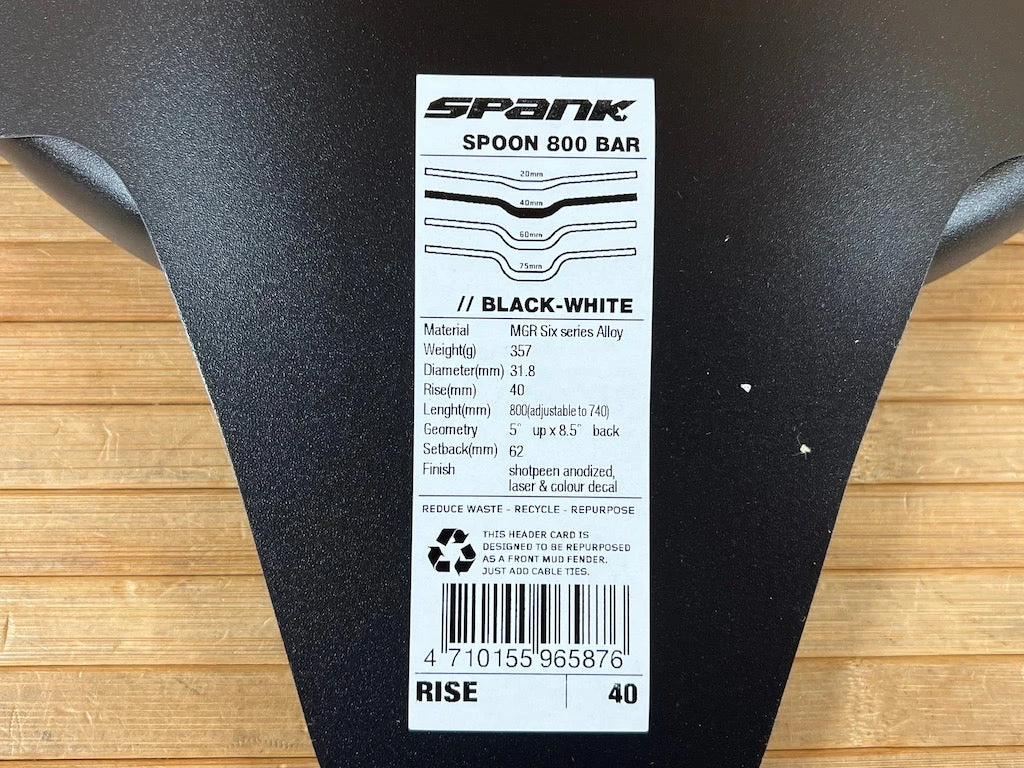 SPANK
SPOON 800 BAR
20mm
40mm
60mm
75mm
// BLACK-WHITE
Material MGR Six series Alloy
Weight(g) 357
Diameter(mm) 31.8
Rise(mm) 40
Lenght(mm) 800(adjustable to 740)
Geometry 5° up x 8.5° back
Setback(mm) 62
Finish shotpeen anodized,
laser & colour decal
REDUCE WASTE - RECYCLE - REPURPOSE
THIS HEADER CARD IS
DESIGNED TO BE REPURPOSED
AS A FRONT MUD FENDER.
JUST ADD CABLE TIES.
4 710155 965876
RISE 40